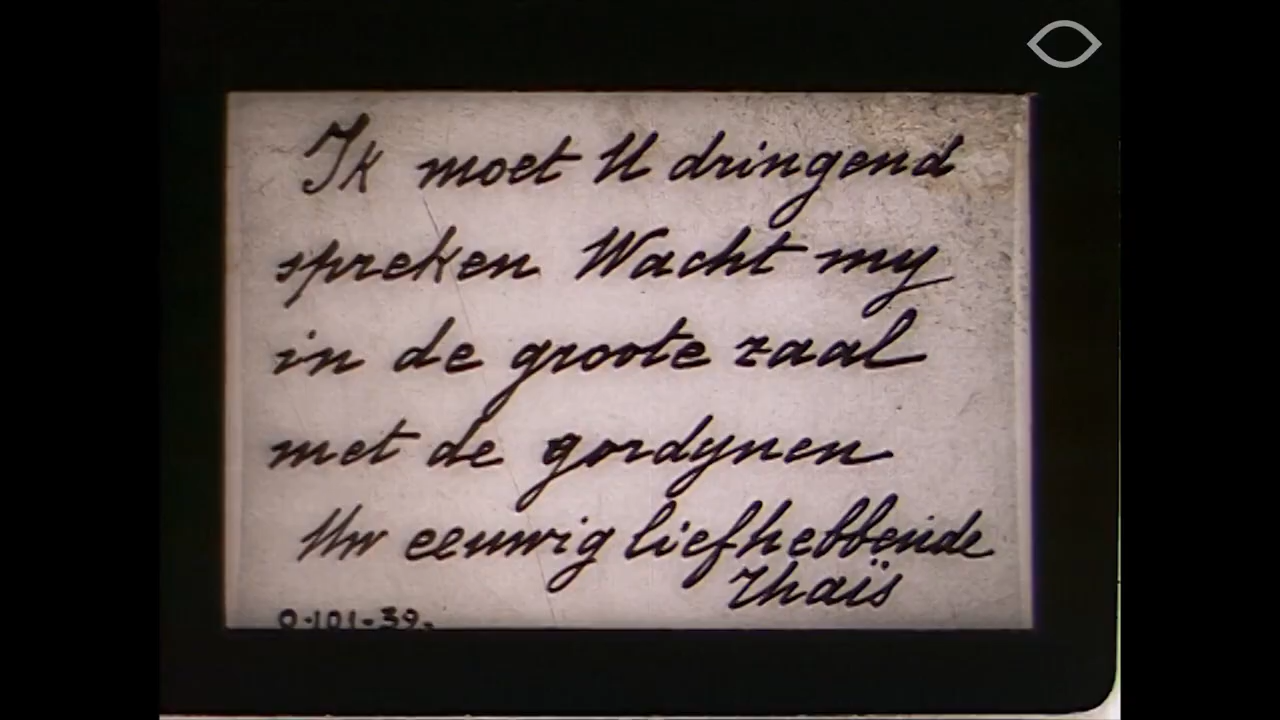 Ik moet U dringend
spreken Wacht my
in de groote zaal
met de gordynen
Uw eeuwig liefhebbende
Thaïs
0-101-39.